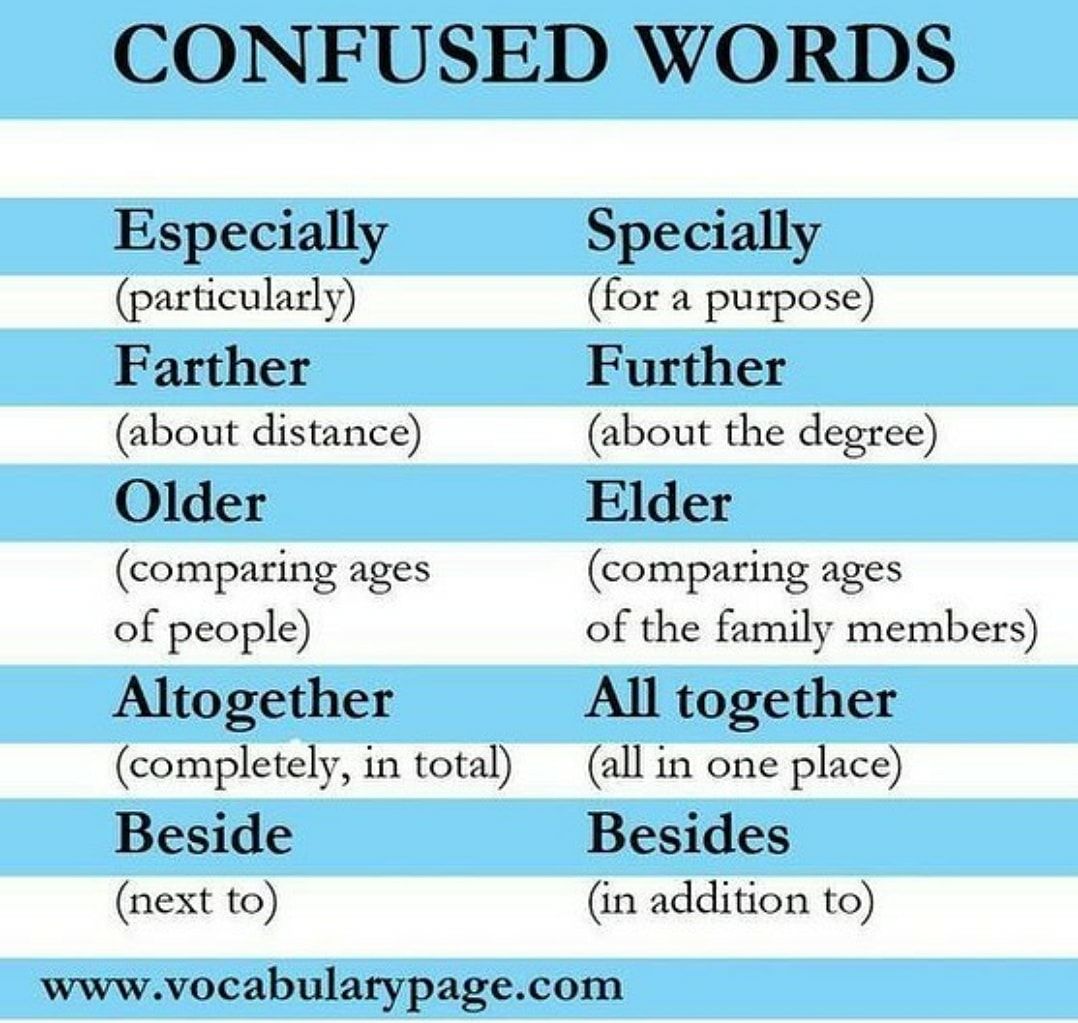 CONFUSED WORDS
Especially Specially
(particularly) (for a purpose)
Farther Further
(about distance) (about the degree)
Older Elder
(comparing ages (comparing ages
of people) of the family members)
Altogether All together
(completely, in total) (all in one place)
Beside Besides
(next to) (in addition to)
www.vocabularypage.com